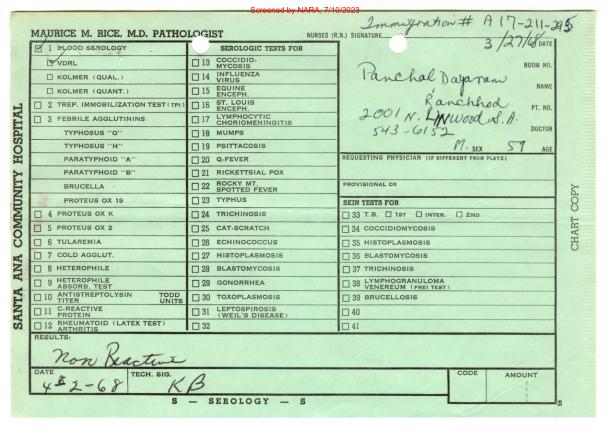 Screened by NARA, 7/10/2023
Immigration # A 17-211-295
MAURICE M. RICE, M.D. PATHOLOGIST
NURSES (R.N.) SIGNATURE
3/27/68 DATE
SANTA ANA COMMUNITY HOSPITAL
1 BLOOD SEROLOGY
VDRL
KOLMER (QUAL.)
KOLMER (QUANT.)
2 TREP. IMMOBILIZATION TEST (TPI)
3 FEBRILE AGGLUTININS
TYPHOSUS "O"
TYPHOSUS "H"
PARATYPHOID "A"
PARATYPHOID "B"
BRUCELLA
PROTEUS OX 19
4 PROTEUS OX K
5 PROTEUS OX 2
6 TULAREMIA
7 COLD AGGLUT.
8 HETEROPHILE
9 HETEROPHILE
ABSORB. TEST
10 ANTISTREPTOLYSIN TODD
TITER UNITS
11 C-REACTIVE
PROTEIN
12 RHEUMATOID (LATEX TEST)
ARTHRITIS
SEROLOGIC TESTS FOR
13 COCCIDIO-
MYCOSIS
14 INFLUENZA
VIRUS
15 EQUINE
ENCEPH.
16 ST. LOUIS
ENCEPH.
17 LYMPHOCYTIC
CHORIOMENINGITIS
18 MUMPS
19 PSITTACOSIS
20 Q-FEVER
21 RICKETTSIAL POX
22 ROCKY MT.
SPOTTED FEVER
23 TYPHUS
24 TRICHINOSIS
25 CAT-SCRATCH
26 ECHINOCOCCUS
27 HISTOPLASMOSIS
28 BLASTOMYCOSIS
29 GONORRHEA
30 TOXOPLASMOSIS
31 LEPTOSPIROSIS
(WEIL'S DISEASE)
32
ROOM NO.
Panchal Dayaram
NAME
Ranchhod
PT. NO.
2001 N. Linwood S.A.
DOCTOR
543-6152
M. SEX 57 AGE
REQUESTING PHYSICIAN (IF DIFFERENT FROM PLATE)
PROVISIONAL DX
SKIN TESTS FOR
33 T.B. 1ST INTER. 2ND
34 COCCIDIOMYCOSIS
35 HISTOPLASMOSIS
36 BLASTOMYCOSIS
37 TRICHINOSIS
38 LYMPHOGRANULOMA
VENEREUM (FREI TEST)
39 BRUCELLOSIS
40
41
CHART COPY
RESULTS:
Non Reactive
DATE
4-2-68
TECH. SIG.
KB
CODE
AMOUNT
S — SEROLOGY — S